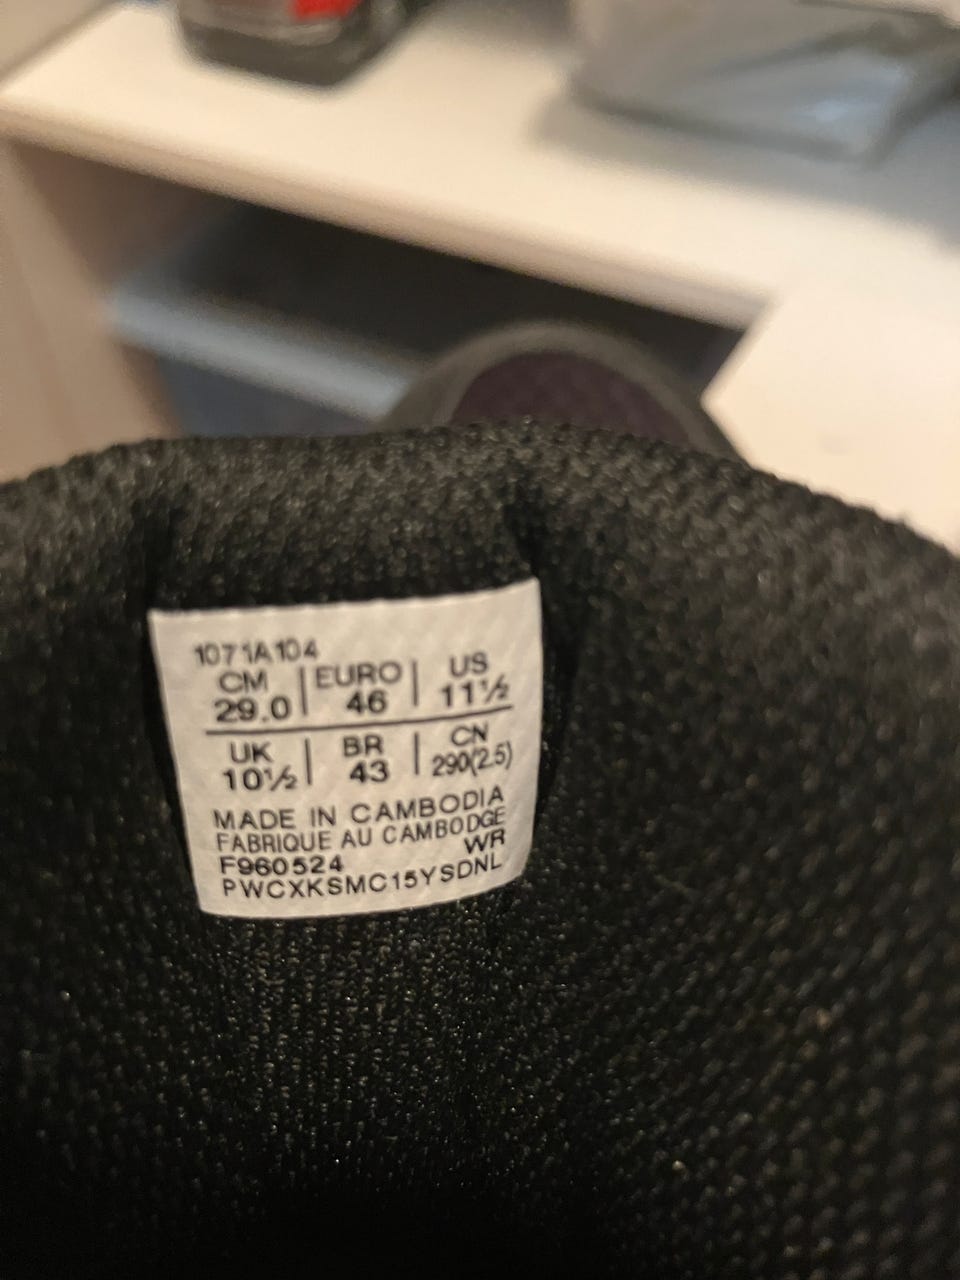 1071A104
CM | EURO | US
29.0 | 46 | 11½
UK | BR | CN
10½ | 43 | 290(2.5)
MADE IN CAMBODIA
FABRIQUE AU CAMBODGE
F960524 WR
PWCXKSMC15YSDNL